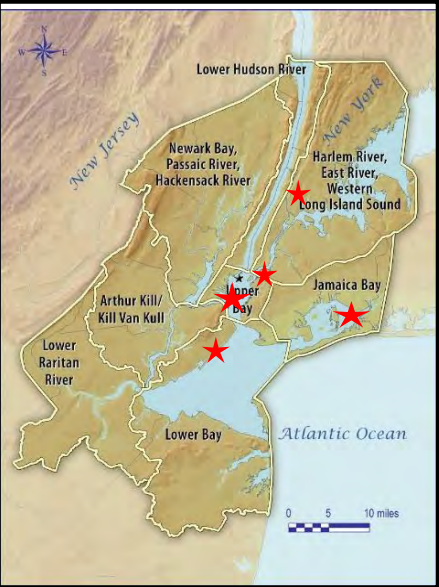 N
W E
S
Lower Hudson River
New Jersey
New York
Newark Bay,
Passaic River,
Hackensack River
Harlem River,
East River,
Western
Long Island Sound
Upper
Bay
Jamaica Bay
Arthur Kill/
Kill Van Kull
Lower
Raritan
River
Lower Bay
Atlantic Ocean
0 5 10 miles